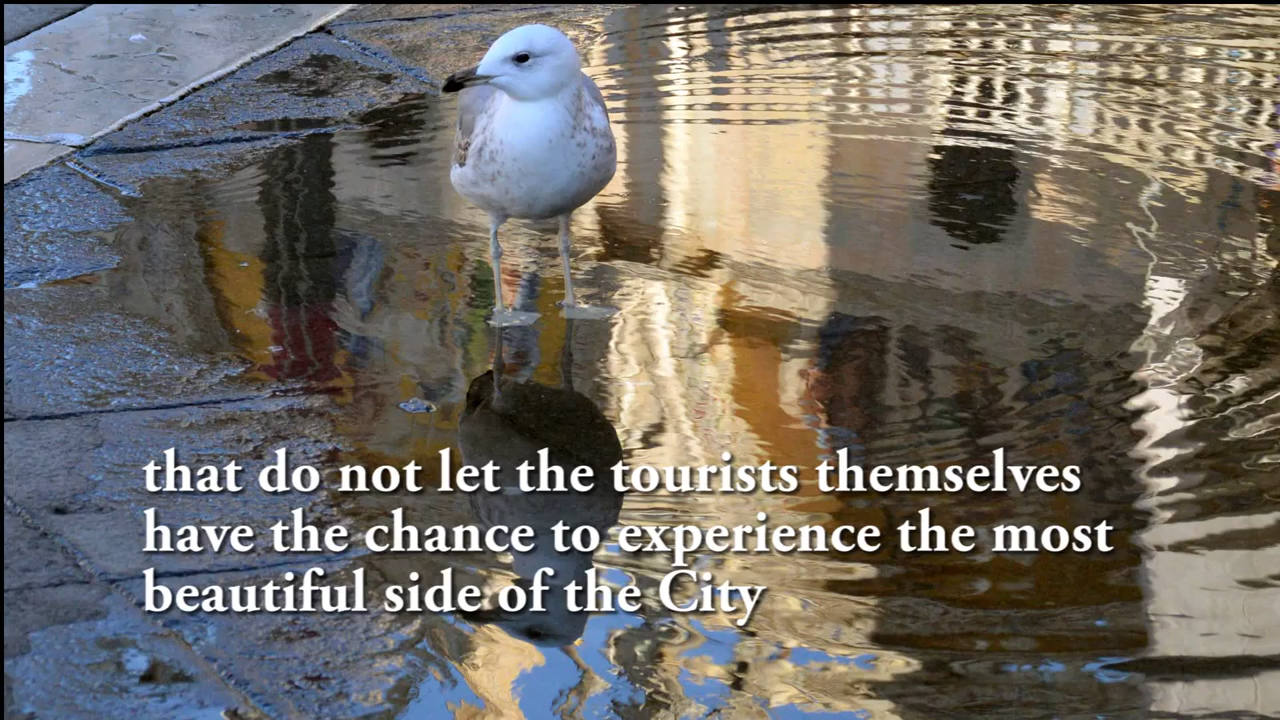 that do not let the tourists themselves
have the chance to experience the most
beautiful side of the City